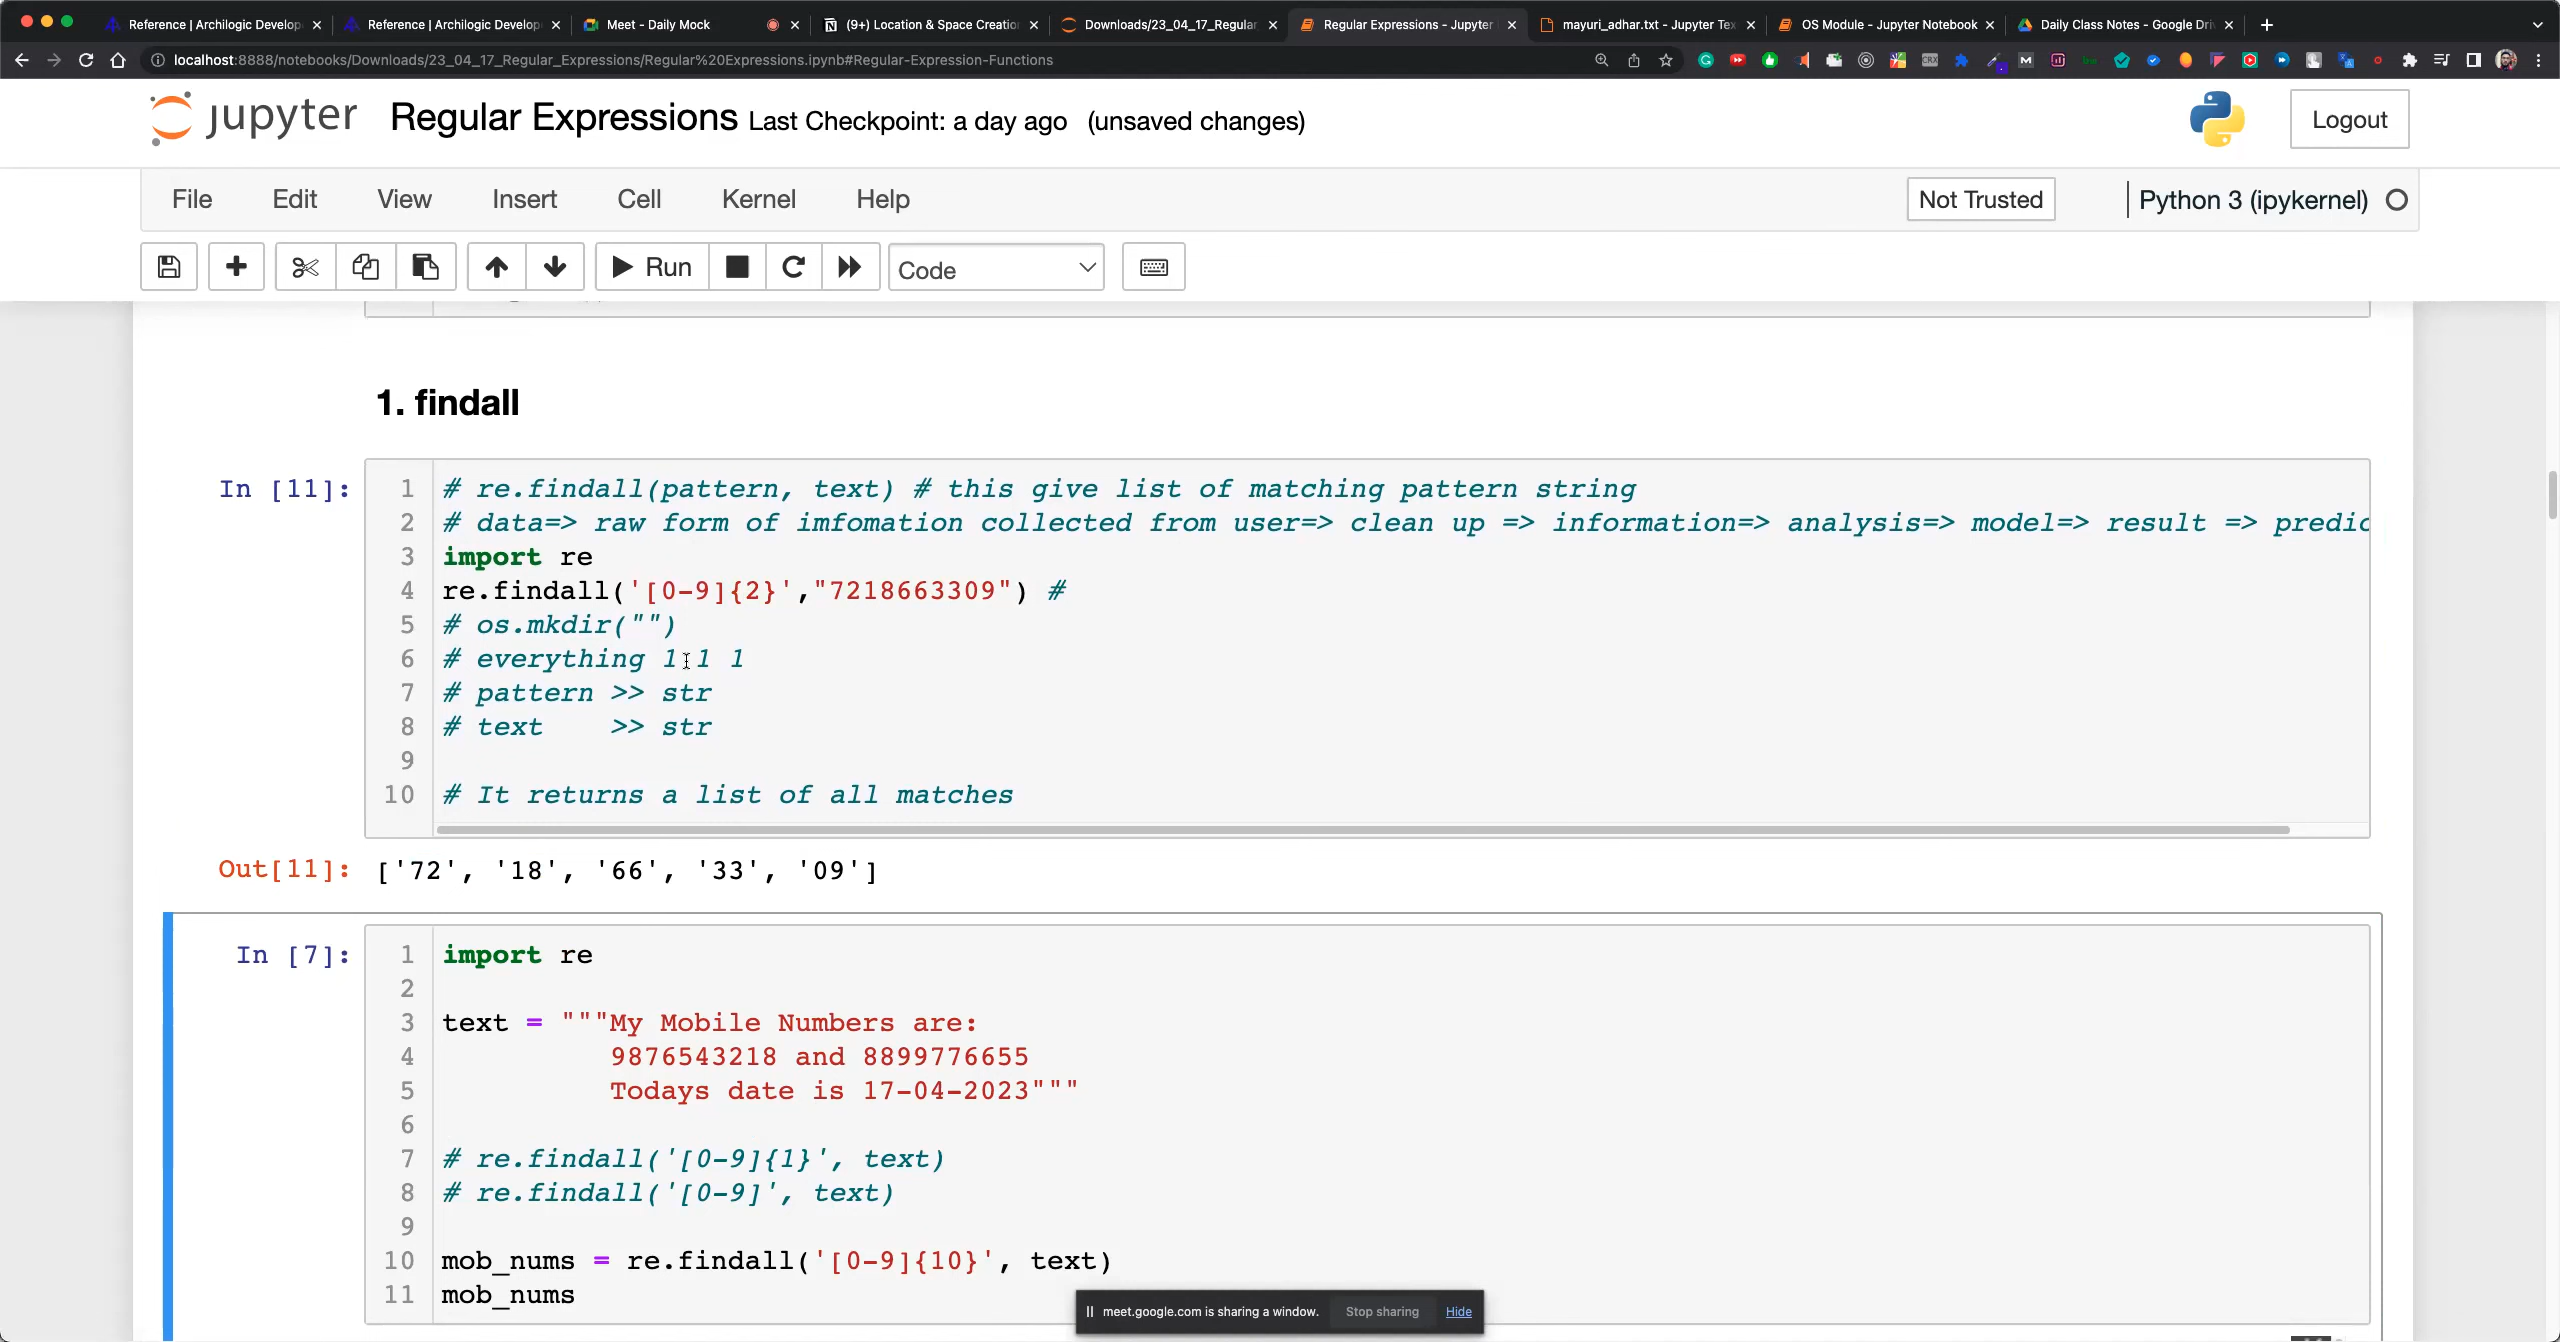 Reference | Archilogic Develop
Reference | Archilogic Develop
Meet - Daily Mock
(9+) Location & Space Creation
Downloads/23_04_17_Regular
Regular Expressions - Jupyter
mayuri_adhar.txt - Jupyter Tex
OS Module - Jupyter Notebook
Daily Class Notes - Google Dri
localhost:8888/notebooks/Downloads/23_04_17_Regular_Expressions/Regular%20Expressions.ipynb#Regular-Expression-Functions
jupyter Regular Expressions Last Checkpoint: a day ago (unsaved changes)
Logout
File Edit View Insert Cell Kernel Help
Not Trusted
Python 3 (ipykernel)
Run
Code
1. findall
In [11]:
1 # re.findall(pattern, text) # this give list of matching pattern string
2 # data=> raw form of imfomation collected from user=> clean up => information=> analysis=> model=> result => predic
3 import re
4 re.findall('[0-9]{2}',"7218663309") #
5 # os.mkdir("")
6 # everything 1 1 1
7 # pattern >> str
8 # text    >> str
9
10 # It returns a list of all matches
Out[11]: ['72', '18', '66', '33', '09']
In [7]:
1 import re
2
3 text = """My Mobile Numbers are:
4 9876543218 and 8899776655
5 Todays date is 17-04-2023"""
6
7 # re.findall('[0-9]{1}', text)
8 # re.findall('[0-9]', text)
9
10 mob_nums = re.findall('[0-9]{10}', text)
11 mob_nums
meet.google.com is sharing a window. Stop sharing Hide